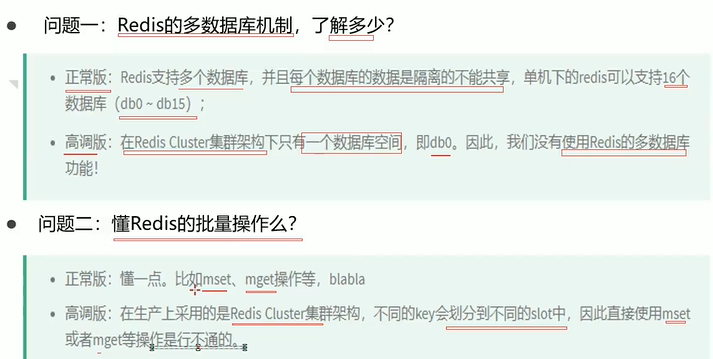 问题一：Redis的多数据库机制，了解多少？
正常版：Redis支持多个数据库，并且每个数据库的数据是隔离的不能共享，单机下的redis可以支持16个
数据库（db0 ~ db15）；
高调版：在Redis Cluster集群架构下只有一个数据库空间，即db0。因此，我们没有使用Redis的多数据库
功能！
问题二：懂Redis的批量操作么？
正常版：懂一点。比如mset、mget操作等，blabla
高调版：在生产上采用的是Redis Cluster集群架构，不同的key会划分到不同的slot中，因此直接使用mset
或者mget等操作是行不通的。